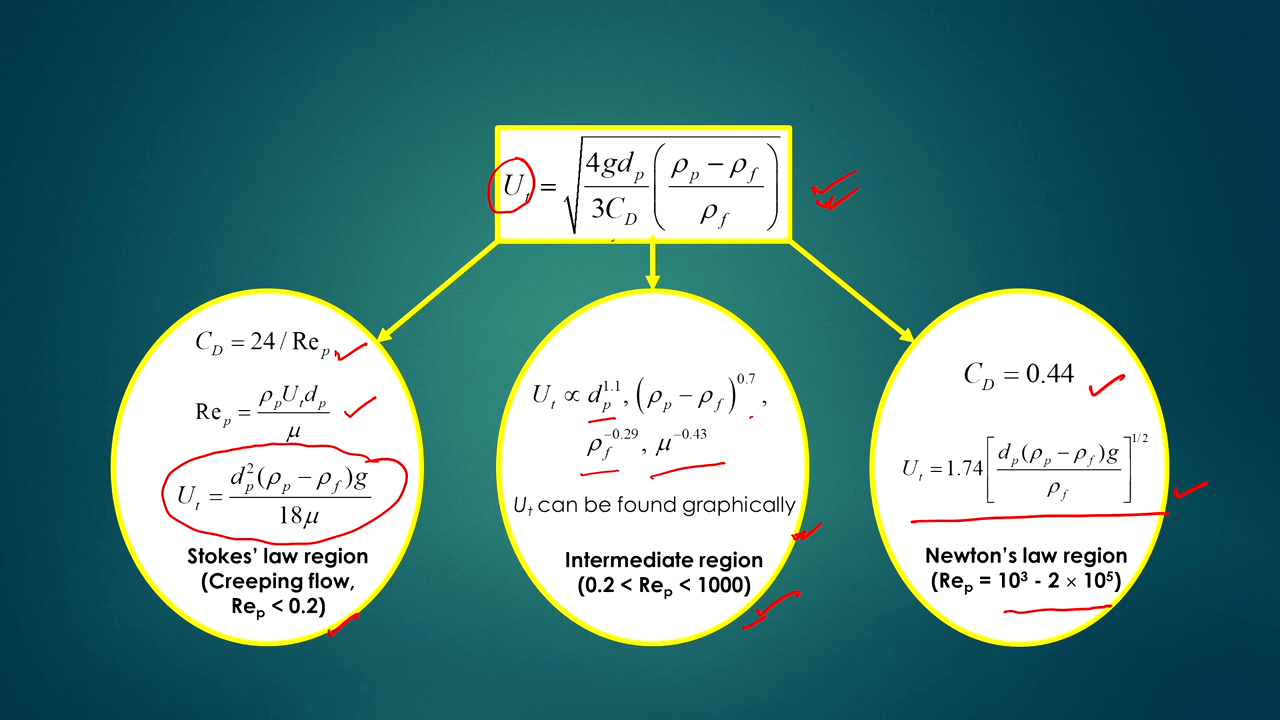 U_t = √(4gd_p / 3C_D ((ρ_p − ρ_f) / ρ_f))
C_D = 24 / Re_p
Re_p = ρ_p U_t d_p / μ
U_t = d_p^2 (ρ_p − ρ_f)g / 18μ
Stokes’ law region
(Creeping flow,
Re_p < 0.2)
U_t ∝ d_p^1.1, (ρ_p − ρ_f)^0.7,
ρ_f^−0.29, μ^−0.43
U_t can be found graphically
Intermediate region
(0.2 < Re_p < 1000)
C_D = 0.44
U_t = 1.74 [d_p(ρ_p − ρ_f)g / ρ_f]^1/2
Newton’s law region
(Re_p = 10^3 - 2 × 10^5)